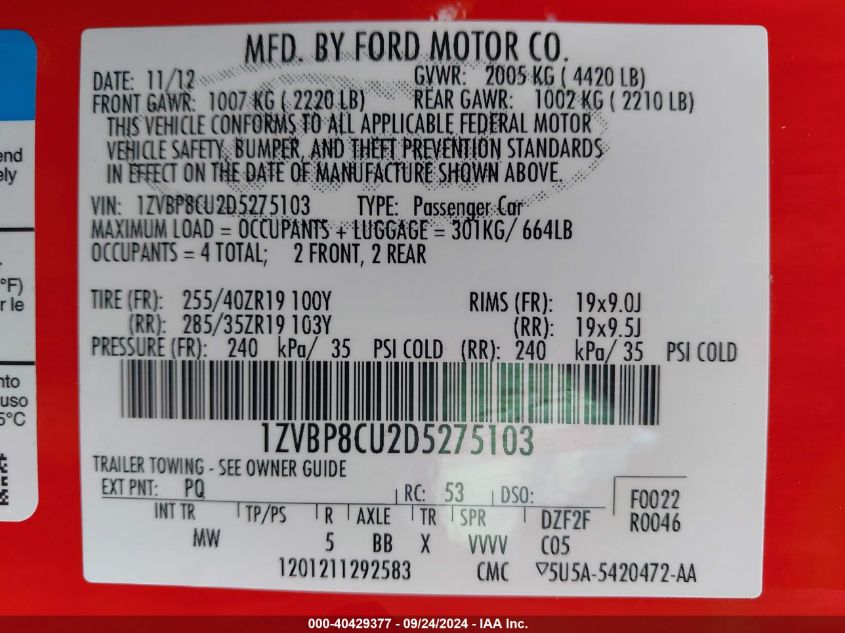 MFD. BY FORD MOTOR CO.
DATE: 11/12 GVWR: 2005 KG ( 4420 LB)
FRONT GAWR: 1007 KG ( 2220 LB) REAR GAWR: 1002 KG ( 2210 LB)
THIS VEHICLE CONFORMS TO ALL APPLICABLE FEDERAL MOTOR
VEHICLE SAFETY, BUMPER, AND THEFT PREVENTION STANDARDS
IN EFFECT ON THE DATE OF MANUFACTURE SHOWN ABOVE.
VIN: 1ZVBP8CU2D5275103 TYPE: Passenger Car
MAXIMUM LOAD = OCCUPANTS + LUGGAGE = 301KG/ 664LB
OCCUPANTS = 4 TOTAL; 2 FRONT, 2 REAR
TIRE (FR): 255/40ZR19 100Y RIMS (FR): 19x9.0J
(RR): 285/35ZR19 103Y (RR): 19x9.5J
PRESSURE (FR): 240 kPa/ 35 PSI COLD (RR): 240 kPa/ 35 PSI COLD
1ZVBP8CU2D5275103
TRAILER TOWING - SEE OWNER GUIDE
EXT PNT: PQ RC: 53 DSO: F0022
INT TR TP/PS R AXLE TR SPR DZF2F R0046
MW 5 BB X VVVV C05
1201211292583 CMC ▽5U5A-5420472-AA
end
ely
°F)
r le
nto
uso
5°C
000-40429377 - 09/24/2024 - IAA Inc.